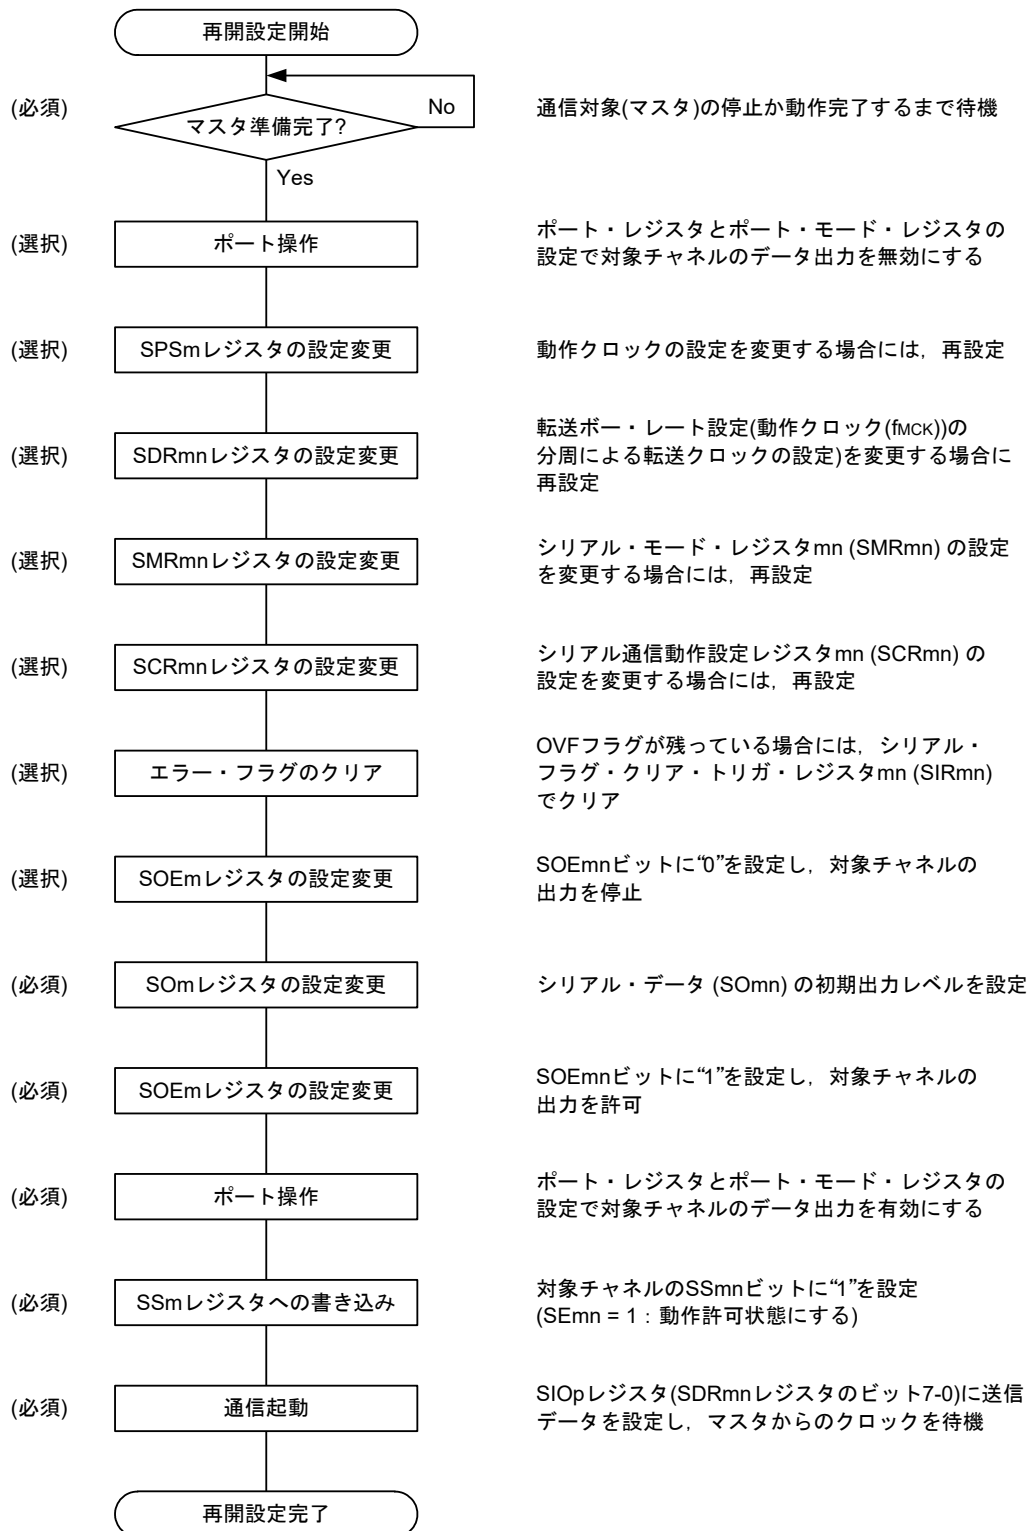 再開設定開始
(必須)
マスタ準備完了?
No
通信対象(マスタ)の停止か動作完了するまで待機
Yes
(選択)
ポート操作
ポート・レジスタとポート・モード・レジスタの
設定で対象チャネルのデータ出力を無効にする
(選択)
SPSmレジスタの設定変更
動作クロックの設定を変更する場合には，再設定
(選択)
SDRmnレジスタの設定変更
転送ボー・レート設定(動作クロック(fMCK))の
分周による転送クロックの設定)を変更する場合に
再設定
(選択)
SMRmnレジスタの設定変更
シリアル・モード・レジスタmn (SMRmn) の設定
を変更する場合には，再設定
(選択)
SCRmnレジスタの設定変更
シリアル通信動作設定レジスタmn (SCRmn) の
設定を変更する場合には，再設定
(選択)
エラー・フラグのクリア
OVFフラグが残っている場合には，シリアル・
フラグ・クリア・トリガ・レジスタmn (SIRmn)
でクリア
(選択)
SOEmレジスタの設定変更
SOEmnビットに“0”を設定し，対象チャネルの
出力を停止
(必須)
SOmレジスタの設定変更
シリアル・データ (SOmn) の初期出力レベルを設定
(必須)
SOEmレジスタの設定変更
SOEmnビットに“1”を設定し，対象チャネルの
出力を許可
(必須)
ポート操作
ポート・レジスタとポート・モード・レジスタの
設定で対象チャネルのデータ出力を有効にする
(必須)
SSmレジスタへの書き込み
対象チャネルのSSmnビットに“1”を設定
(SEmn = 1：動作許可状態にする)
(必須)
通信起動
SIOpレジスタ(SDRmnレジスタのビット7-0)に送信
データを設定し，マスタからのクロックを待機
再開設定完了